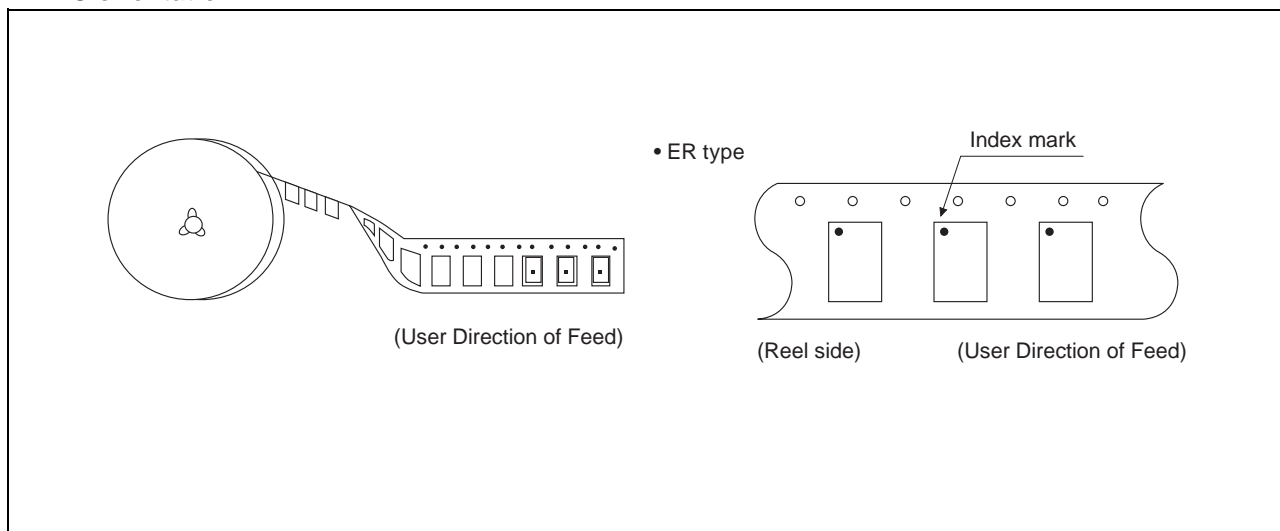 • ER type
Index mark
(User Direction of Feed)
(Reel side)
(User Direction of Feed)